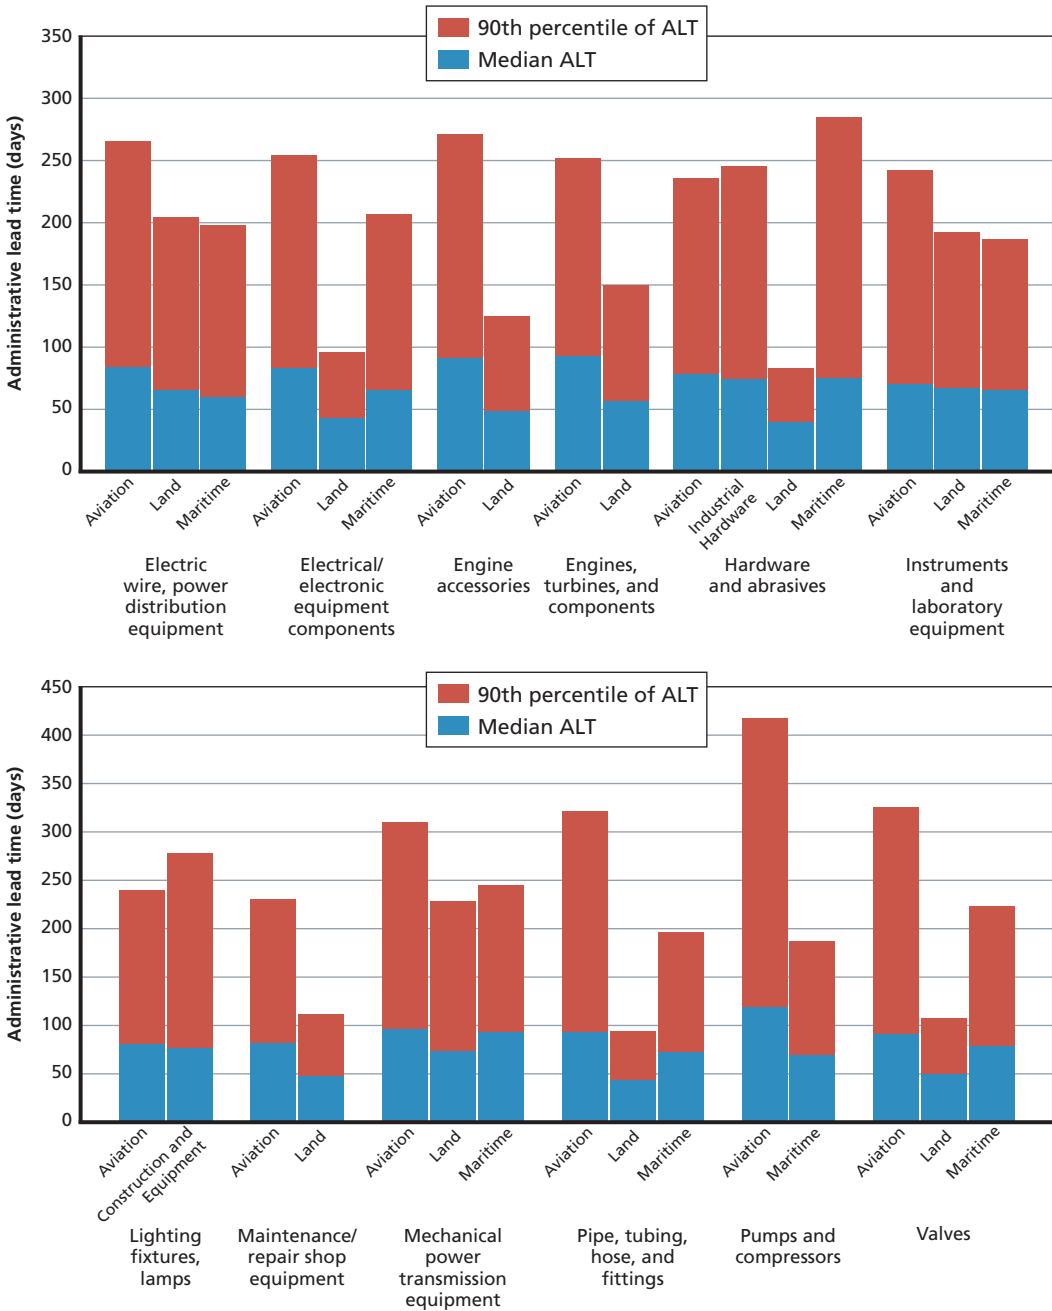 90th percentile of ALT
Median ALT
Administrative lead time (days)
350
300
250
200
150
100
50
0
Aviation
Land
Maritime
Aviation
Land
Maritime
Aviation
Land
Aviation
Land
Aviation
Industrial
Hardware
Land
Maritime
Aviation
Land
Maritime
Electric
wire, power
distribution
equipment
Electrical/
electronic
equipment
components
Engine
accessories
Engines,
turbines, and
components
Hardware
and abrasives
Instruments
and
laboratory
equipment
90th percentile of ALT
Median ALT
Administrative lead time (days)
450
400
350
300
250
200
150
100
50
0
Aviation
Construction and
Equipment
Aviation
Land
Aviation
Land
Maritime
Aviation
Land
Maritime
Aviation
Maritime
Aviation
Land
Maritime
Lighting
fixtures,
lamps
Maintenance/
repair shop
equipment
Mechanical
power
transmission
equipment
Pipe, tubing,
hose, and
fittings
Pumps and
compressors
Valves